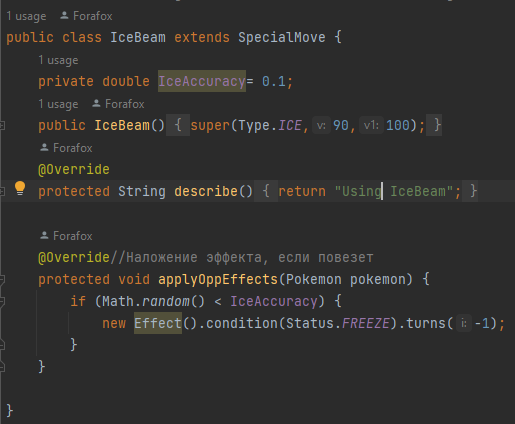 1 usage Forafox
public class IceBeam extends SpecialMove {
1 usage
private double IceAccuracy= 0.1;
1 usage Forafox
public IceBeam() { super(Type.ICE, v: 90, v1: 100); }
Forafox
@Override
protected String describe() { return "Using IceBeam"; }
Forafox
@Override//Наложение эффекта, если повезет
protected void applyOppEffects(Pokemon pokemon) {
if (Math.random() < IceAccuracy) {
new Effect().condition(Status.FREEZE).turns( i: -1);
}
}
}